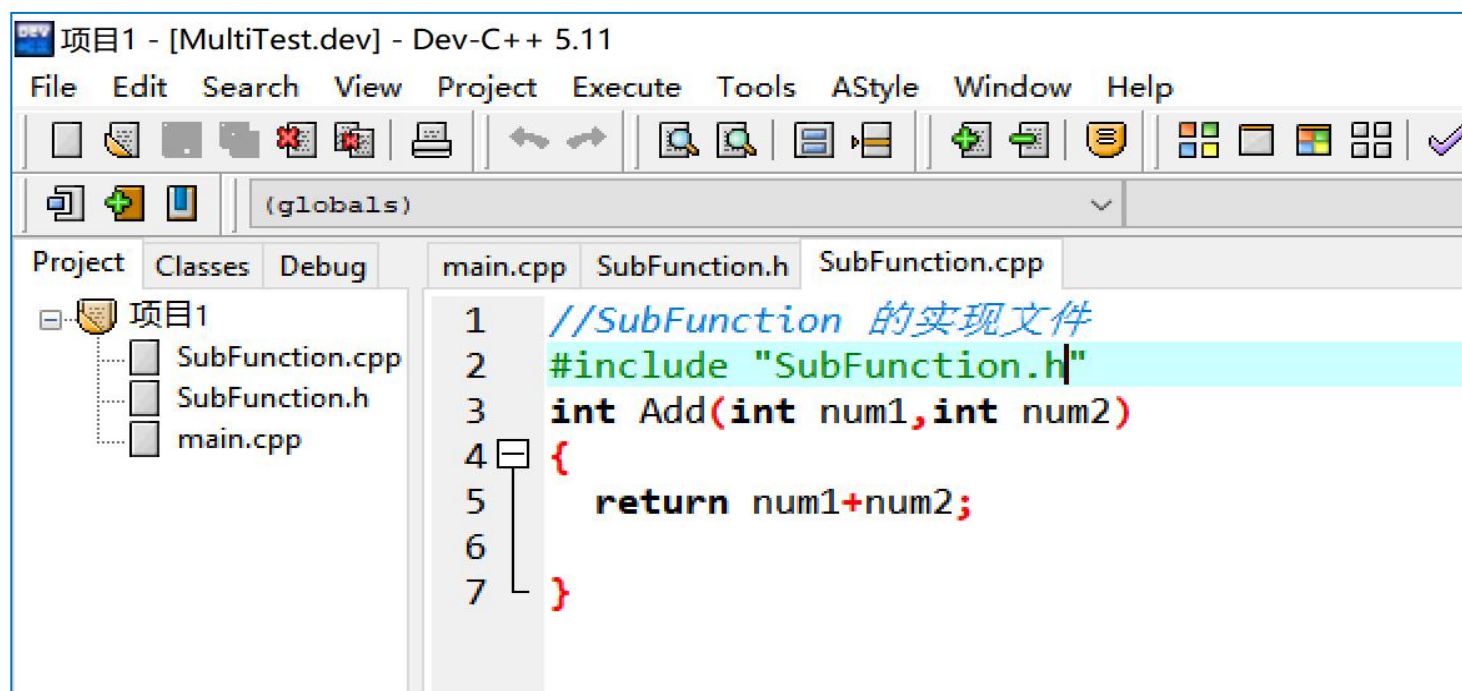 项目1 - [MultiTest.dev] - Dev-C++ 5.11
File Edit Search View Project Execute Tools AStyle Window Help
(globals)
Project Classes Debug
项目1
SubFunction.cpp
SubFunction.h
main.cpp
main.cpp SubFunction.h SubFunction.cpp
1 //SubFunction 的实现文件
2 #include "SubFunction.h"
3 int Add(int num1,int num2)
4 {
5 return num1+num2;
6
7 }